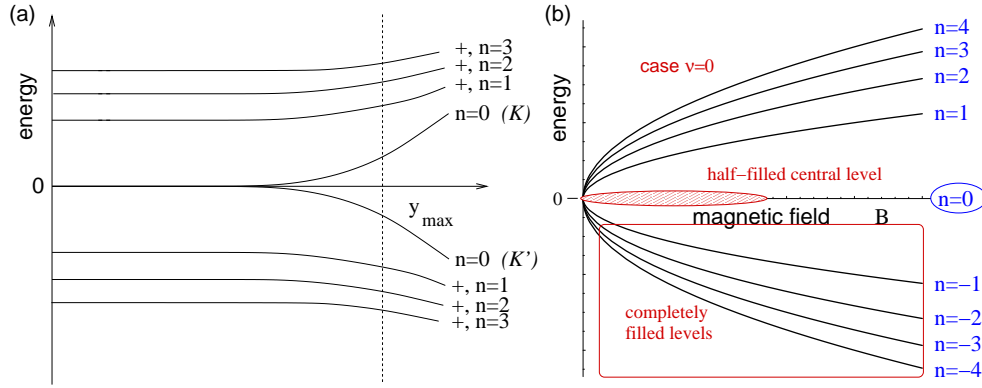 (a)
energy
0
+, n=3
+, n=2
+, n=1
n=0 (K)
y_max
n=0 (K')
+, n=1
+, n=2
+, n=3
(b)
energy
0
case ν=0
n=4
n=3
n=2
n=1
half−filled central level
n=0
magnetic field B
n=−1
completely
filled levels
n=−2
n=−3
n=−4